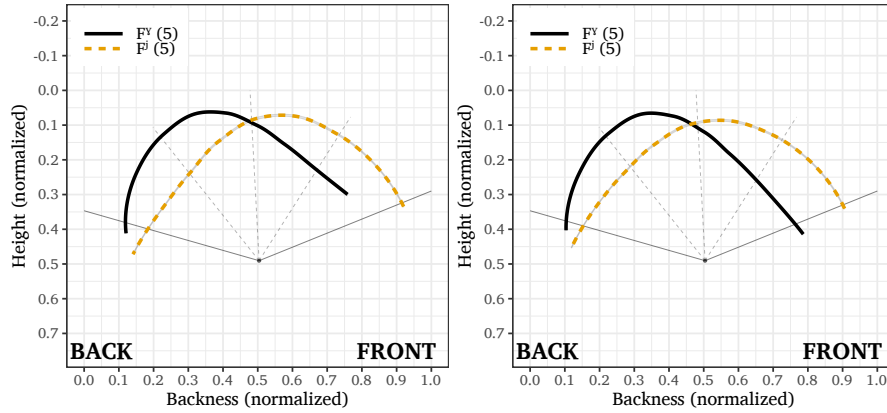 Fˠ (5)
Fʲ (5)
-0.2
-0.1
0.0
0.1
0.2
0.3
0.4
0.5
0.6
0.7
Height (normalized)
BACK FRONT
0.0 0.1 0.2 0.3 0.4 0.5 0.6 0.7 0.8 0.9 1.0
Backness (normalized)
Fˠ (5)
Fʲ (5)
-0.2
-0.1
0.0
0.1
0.2
0.3
0.4
0.5
0.6
0.7
Height (normalized)
BACK FRONT
0.0 0.1 0.2 0.3 0.4 0.5 0.6 0.7 0.8 0.9 1.0
Backness (normalized)